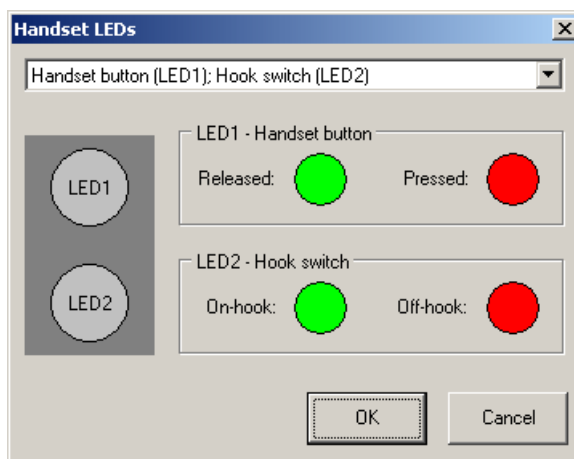 Handset LEDs
Handset button (LED1); Hook switch (LED2)
LED1
LED2
LED1 - Handset button
Released:
Pressed:
LED2 - Hook switch
On-hook:
Off-hook:
OK
Cancel